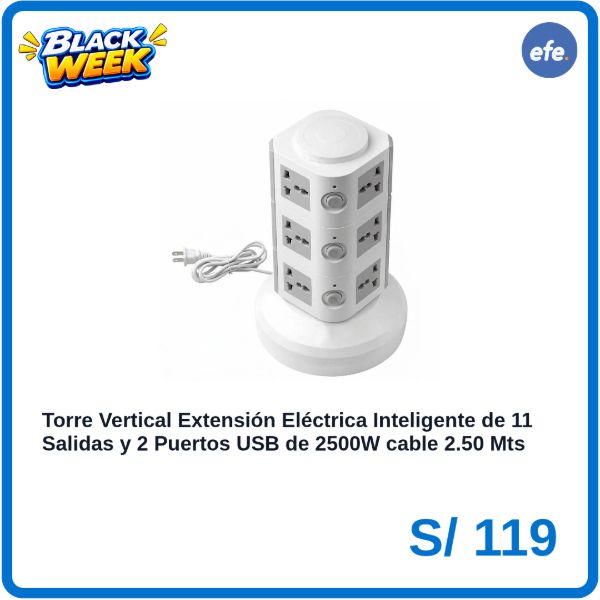 BLACK
WEEK
efe.
Torre Vertical Extensión Eléctrica Inteligente de 11
Salidas y 2 Puertos USB de 2500W cable 2.50 Mts
S/ 119